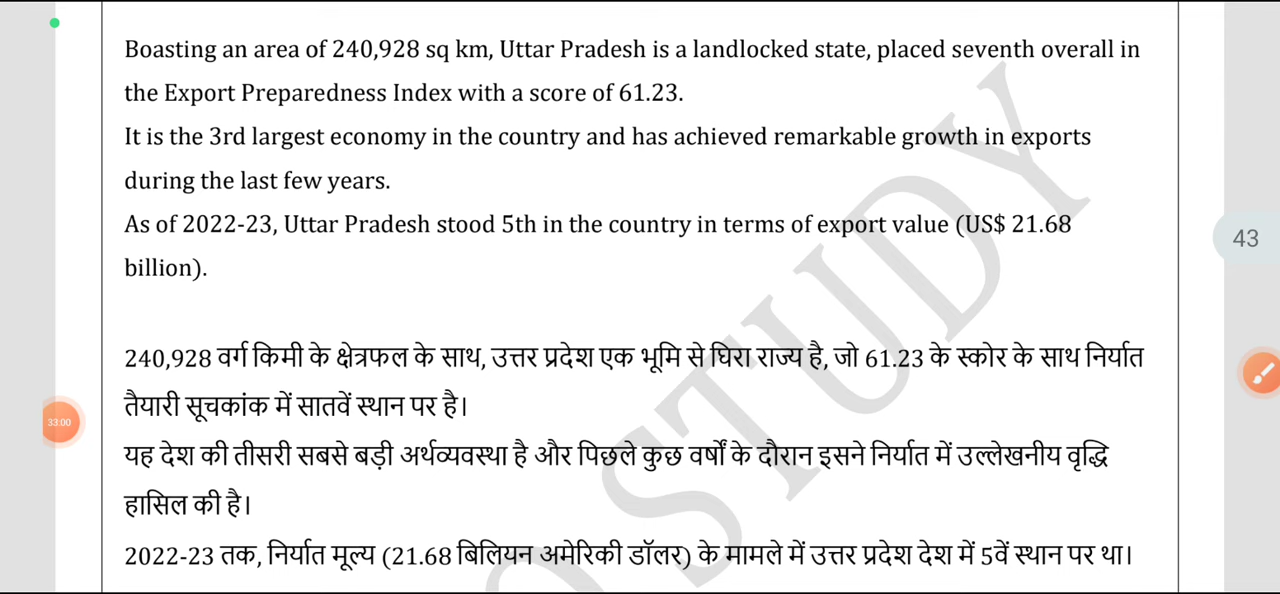 Boasting an area of 240,928 sq km, Uttar Pradesh is a landlocked state, placed seventh overall in
the Export Preparedness Index with a score of 61.23.
It is the 3rd largest economy in the country and has achieved remarkable growth in exports
during the last few years.
As of 2022-23, Uttar Pradesh stood 5th in the country in terms of export value (US$ 21.68
billion).
43
240,928 वर्ग किमी के क्षेत्रफल के साथ, उत्तर प्रदेश एक भूमि से घिरा राज्य है, जो 61.23 के स्कोर के साथ निर्यात
तैयारी सूचकांक में सातवें स्थान पर है।
33:00
यह देश की तीसरी सबसे बड़ी अर्थव्यवस्था है और पिछले कुछ वर्षों के दौरान इसने निर्यात में उल्लेखनीय वृद्धि
हासिल की है।
2022-23 तक, निर्यात मूल्य (21.68 बिलियन अमेरिकी डॉलर) के मामले में उत्तर प्रदेश देश में 5वें स्थान पर था।
STUDY